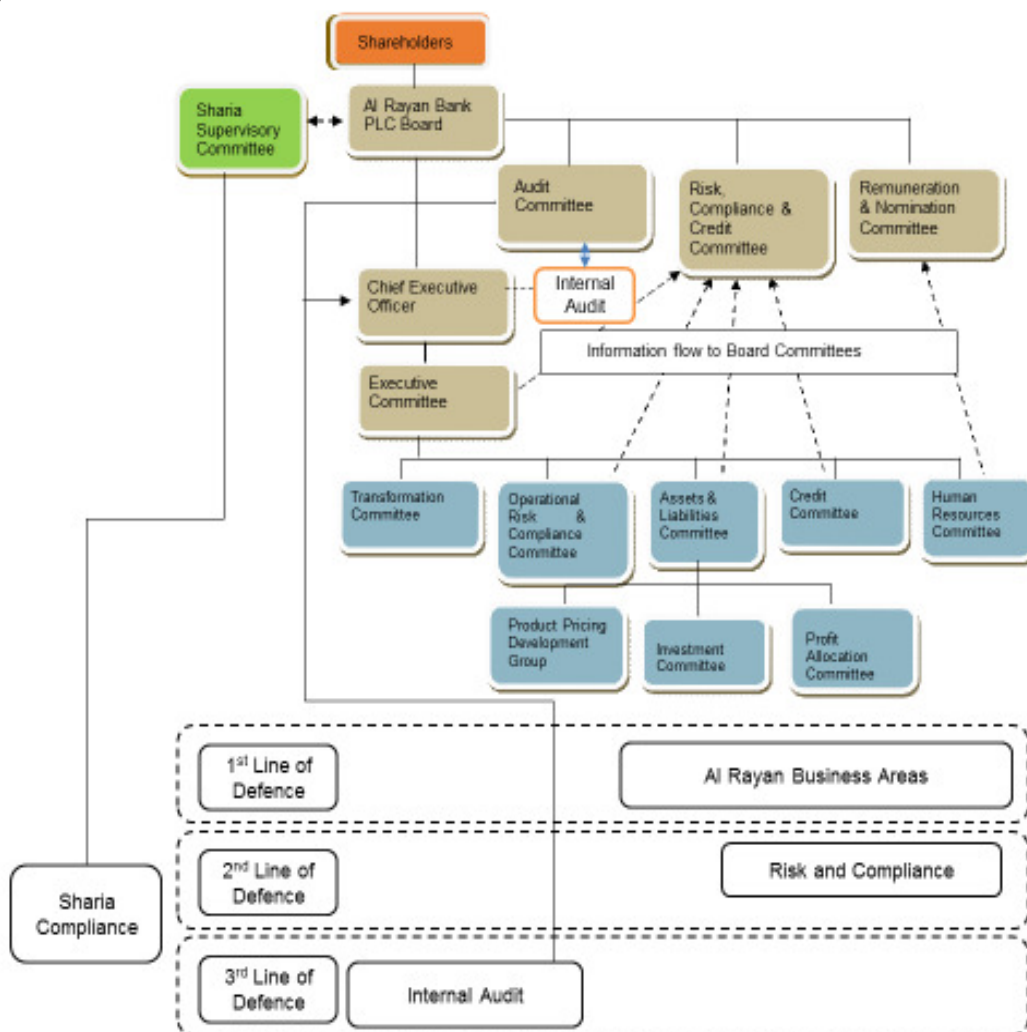 Shareholders
Sharia
Supervisory
Committee
Al Rayan Bank
PLC Board
Audit
Committee
Risk,
Compliance &
Credit
Committee
Remuneration
& Nomination
Committee
Chief Executive
Officer
Internal
Audit
Information flow to Board Committees
Executive
Committee
Transformation
Committee
Operational
Risk &
Compliance
Committee
Assets &
Liabilities
Committee
Credit
Committee
Human
Resources
Committee
Product Pricing
Development
Group
Investment
Committee
Profit
Allocation
Committee
1st Line of
Defence
Al Rayan Business Areas
2nd Line of
Defence
Risk and Compliance
Sharia
Compliance
3rd Line of
Defence
Internal Audit